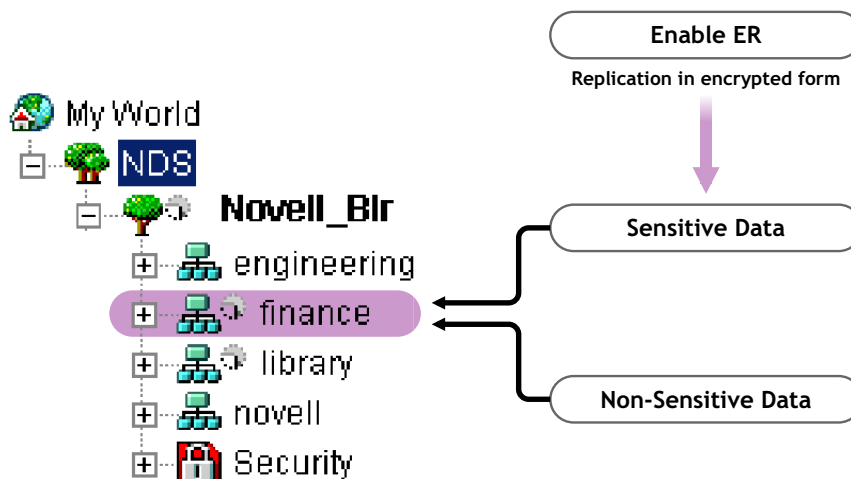 Enable ER
Replication in encrypted form
My World
NDS
Novell_Blr
Sensitive Data
engineering
finance
library
Non-Sensitive Data
novell
Security